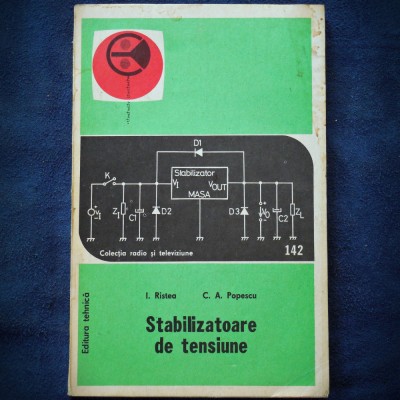 D1
Stabilizator
K
VI
VOUT
MASA
ZI
C1
D2
D3
C2
ZL
Colecția radio și televiziune
142
I. Ristea
C. A. Popescu
Stabilizatoare
de tensiune
Editura tehnică